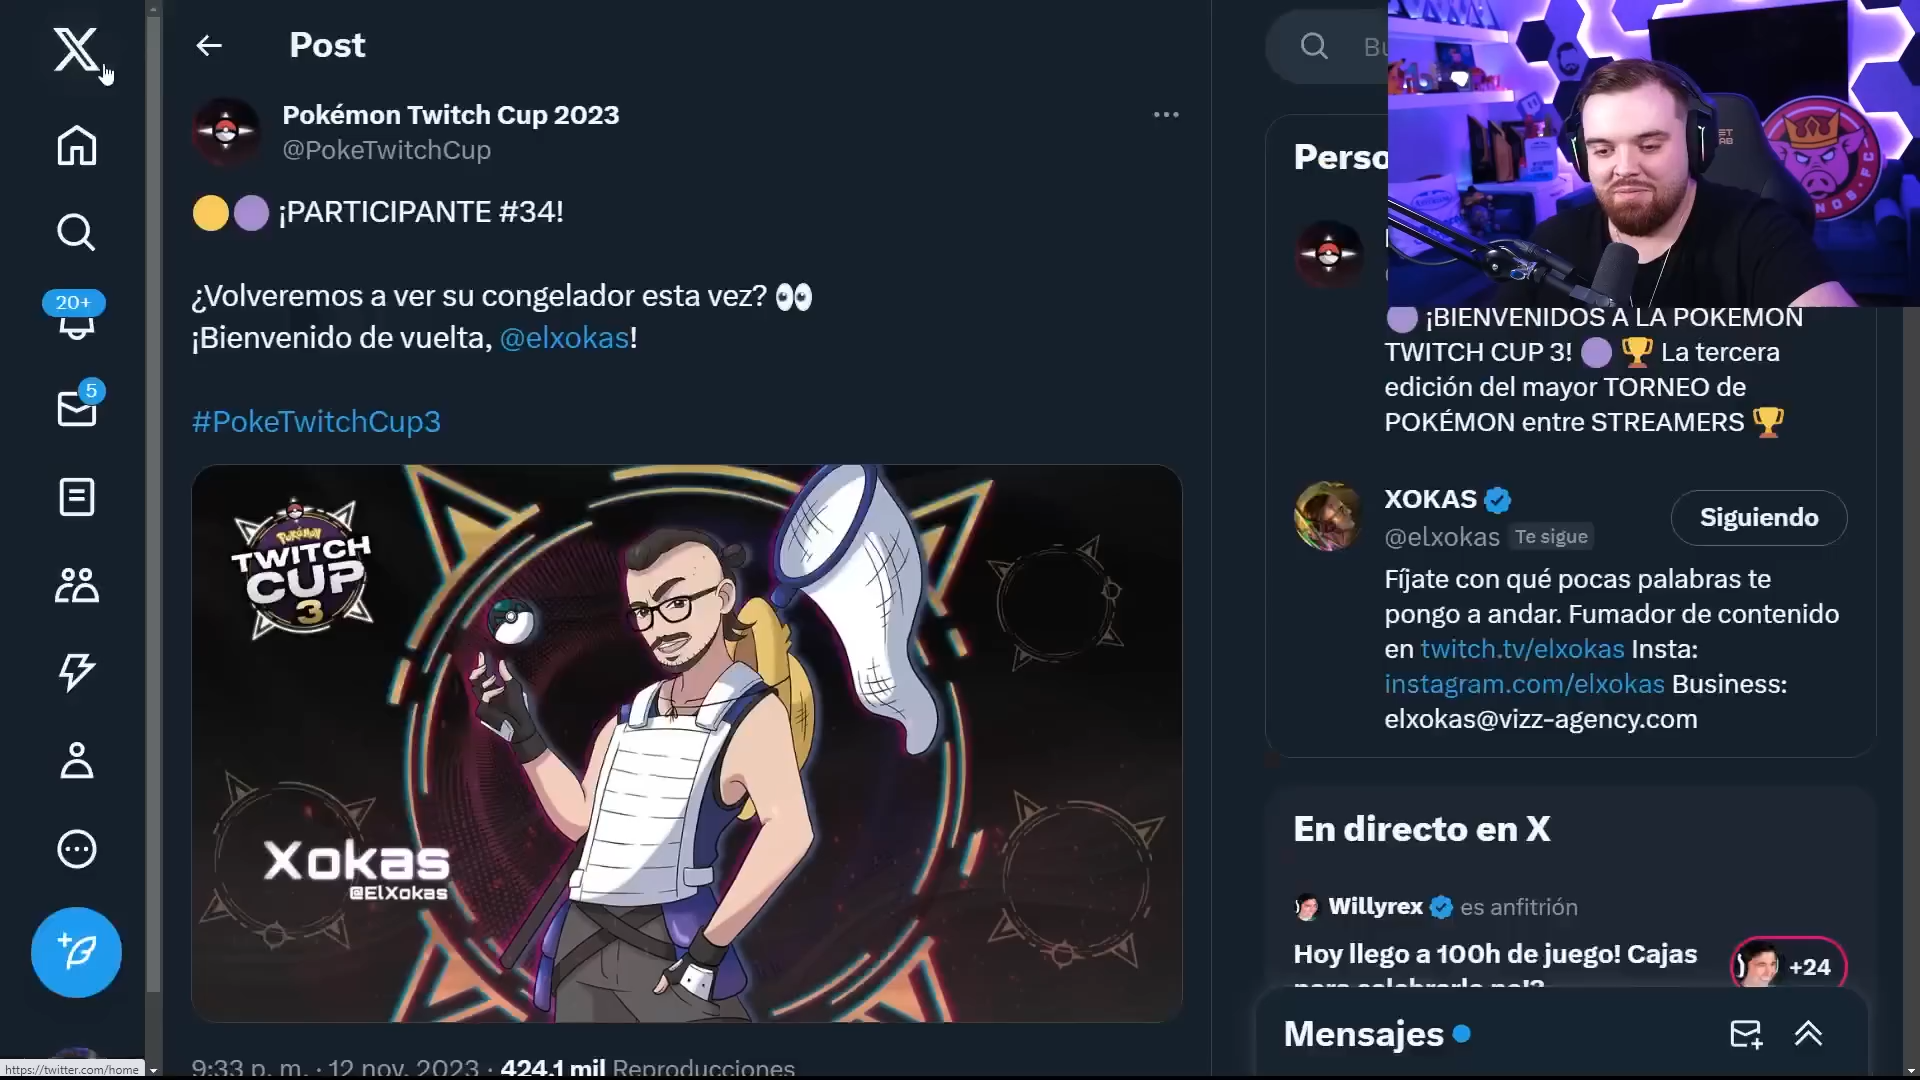 Post
Pokémon Twitch Cup 2023
@PokeTwitchCup
¡PARTICIPANTE #34!
¿Volveremos a ver su congelador esta vez?
¡Bienvenido de vuelta, @elxokas!
#PokeTwitchCup3
Pokémon
TWITCH
CUP
3
Xokas
@ElXokas
9:33 p. m. · 12 nov. 2023 · 424,1 mil Reproducciones
20+
5
https://twitter.com/home
¡BIENVENIDOS A LA POKEMON
TWITCH CUP 3! La tercera
edición del mayor TORNEO de
POKÉMON entre STREAMERS
XOKAS
@elxokas Te sigue
Siguiendo
Fíjate con qué pocas palabras te
pongo a andar. Fumador de contenido
en twitch.tv/elxokas Insta:
instagram.com/elxokas Business:
elxokas@vizz-agency.com
En directo en X
Willyrex es anfitrión
Hoy llego a 100h de juego! Cajas
+24
Mensajes